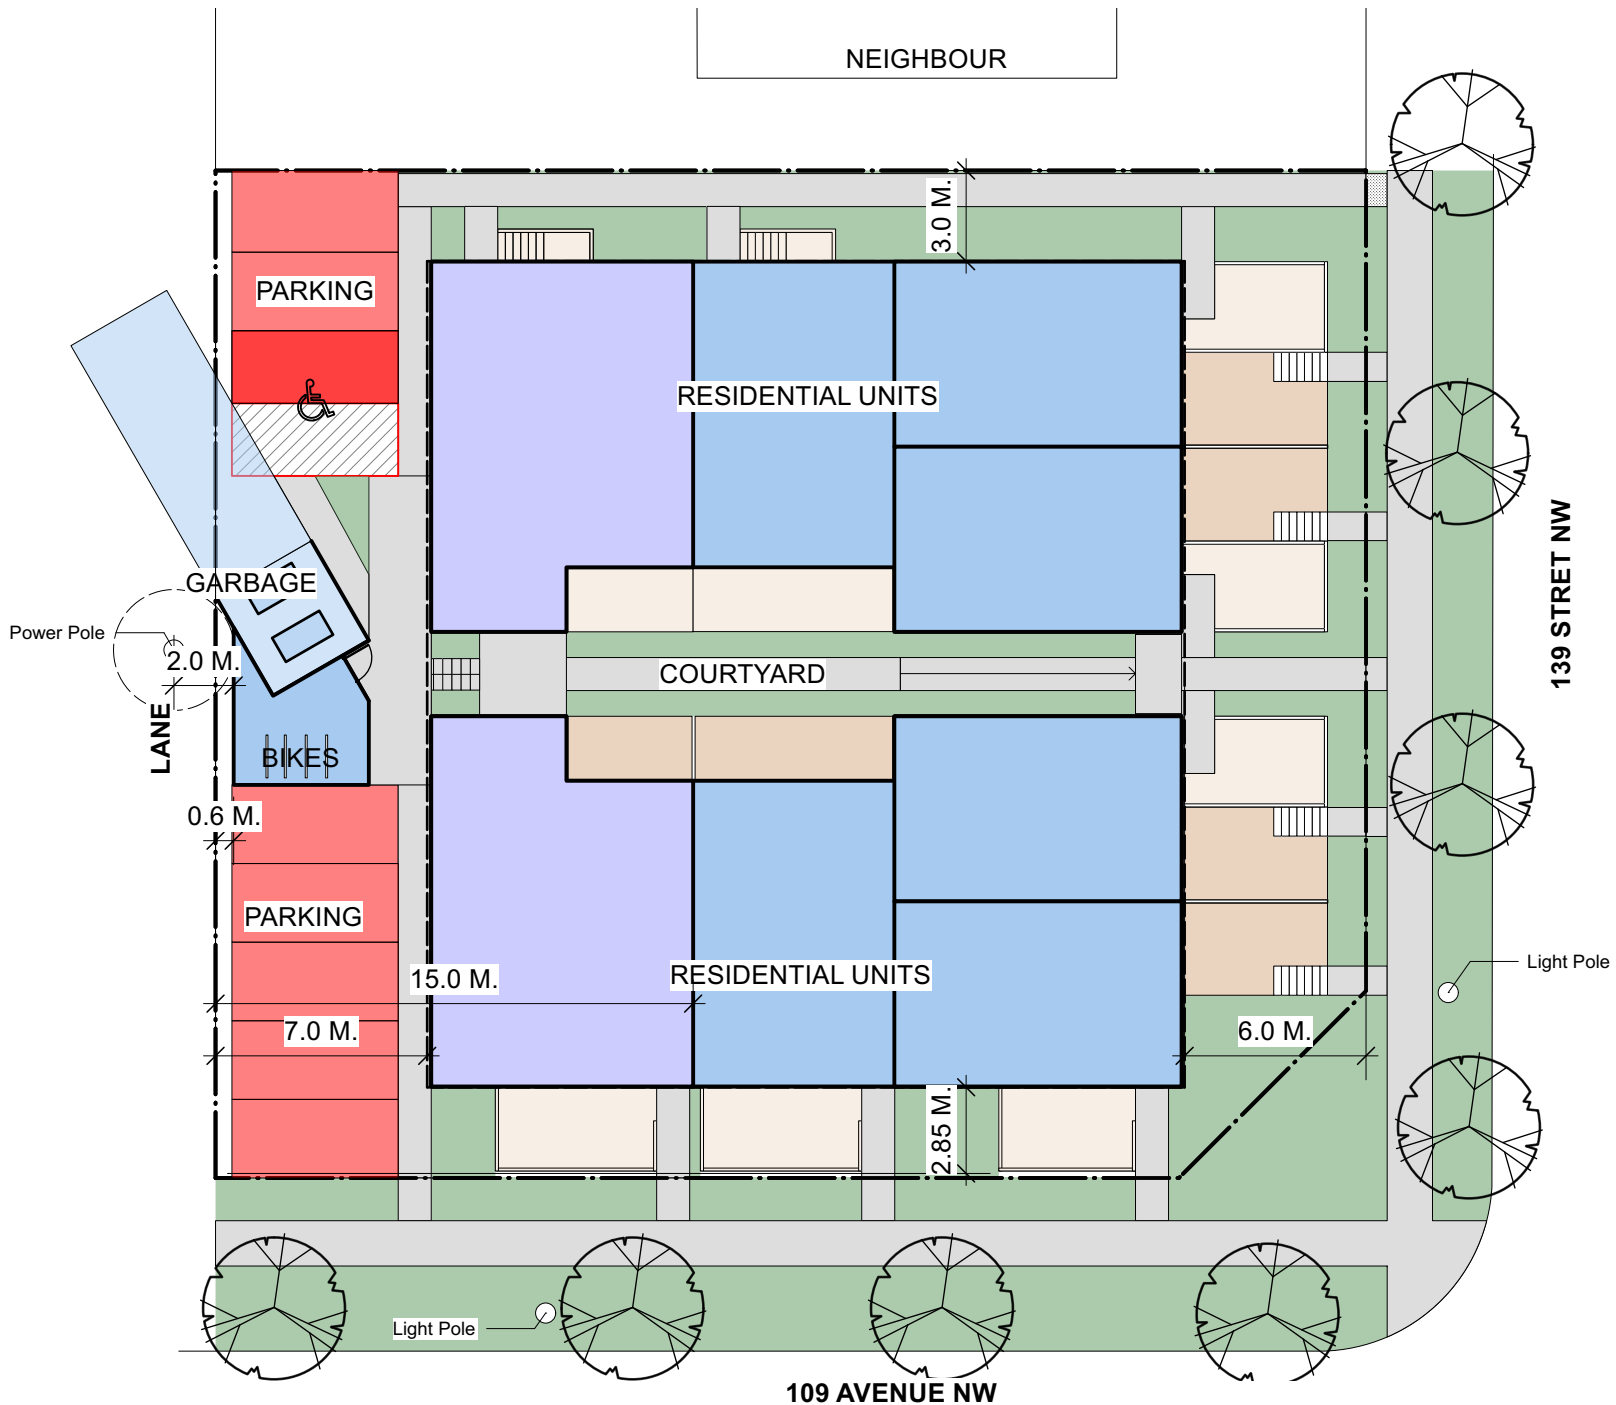 NEIGHBOUR
3.0 M.
PARKING
RESIDENTIAL UNITS
139 STRET NW
GARBAGE
Power Pole
2.0 M.
COURTYARD
LANE
BIKES
0.6 M.
PARKING
15.0 M.
RESIDENTIAL UNITS
Light Pole
7.0 M.
6.0 M.
2.85 M.
Light Pole
109 AVENUE NW